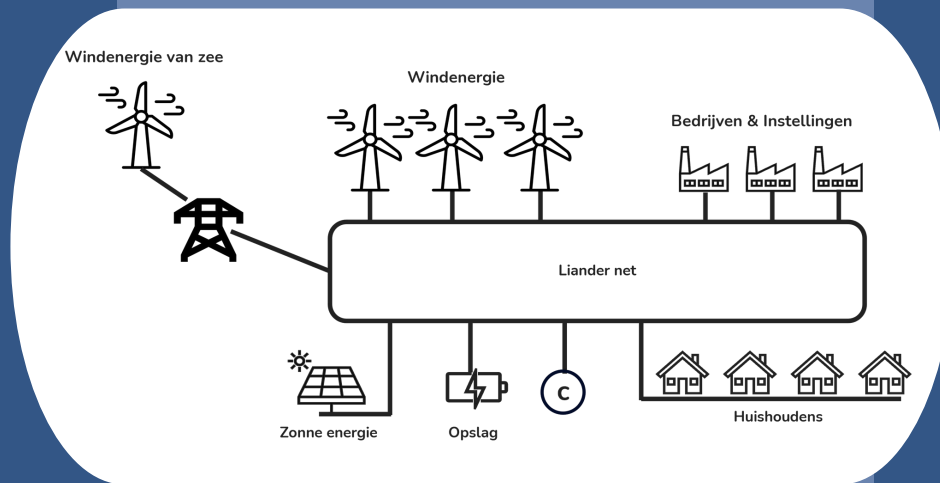 Windenergie van zee
Windenergie
Bedrijven & Instellingen
Liander net
C
Zonne energie
Opslag
Huishoudens